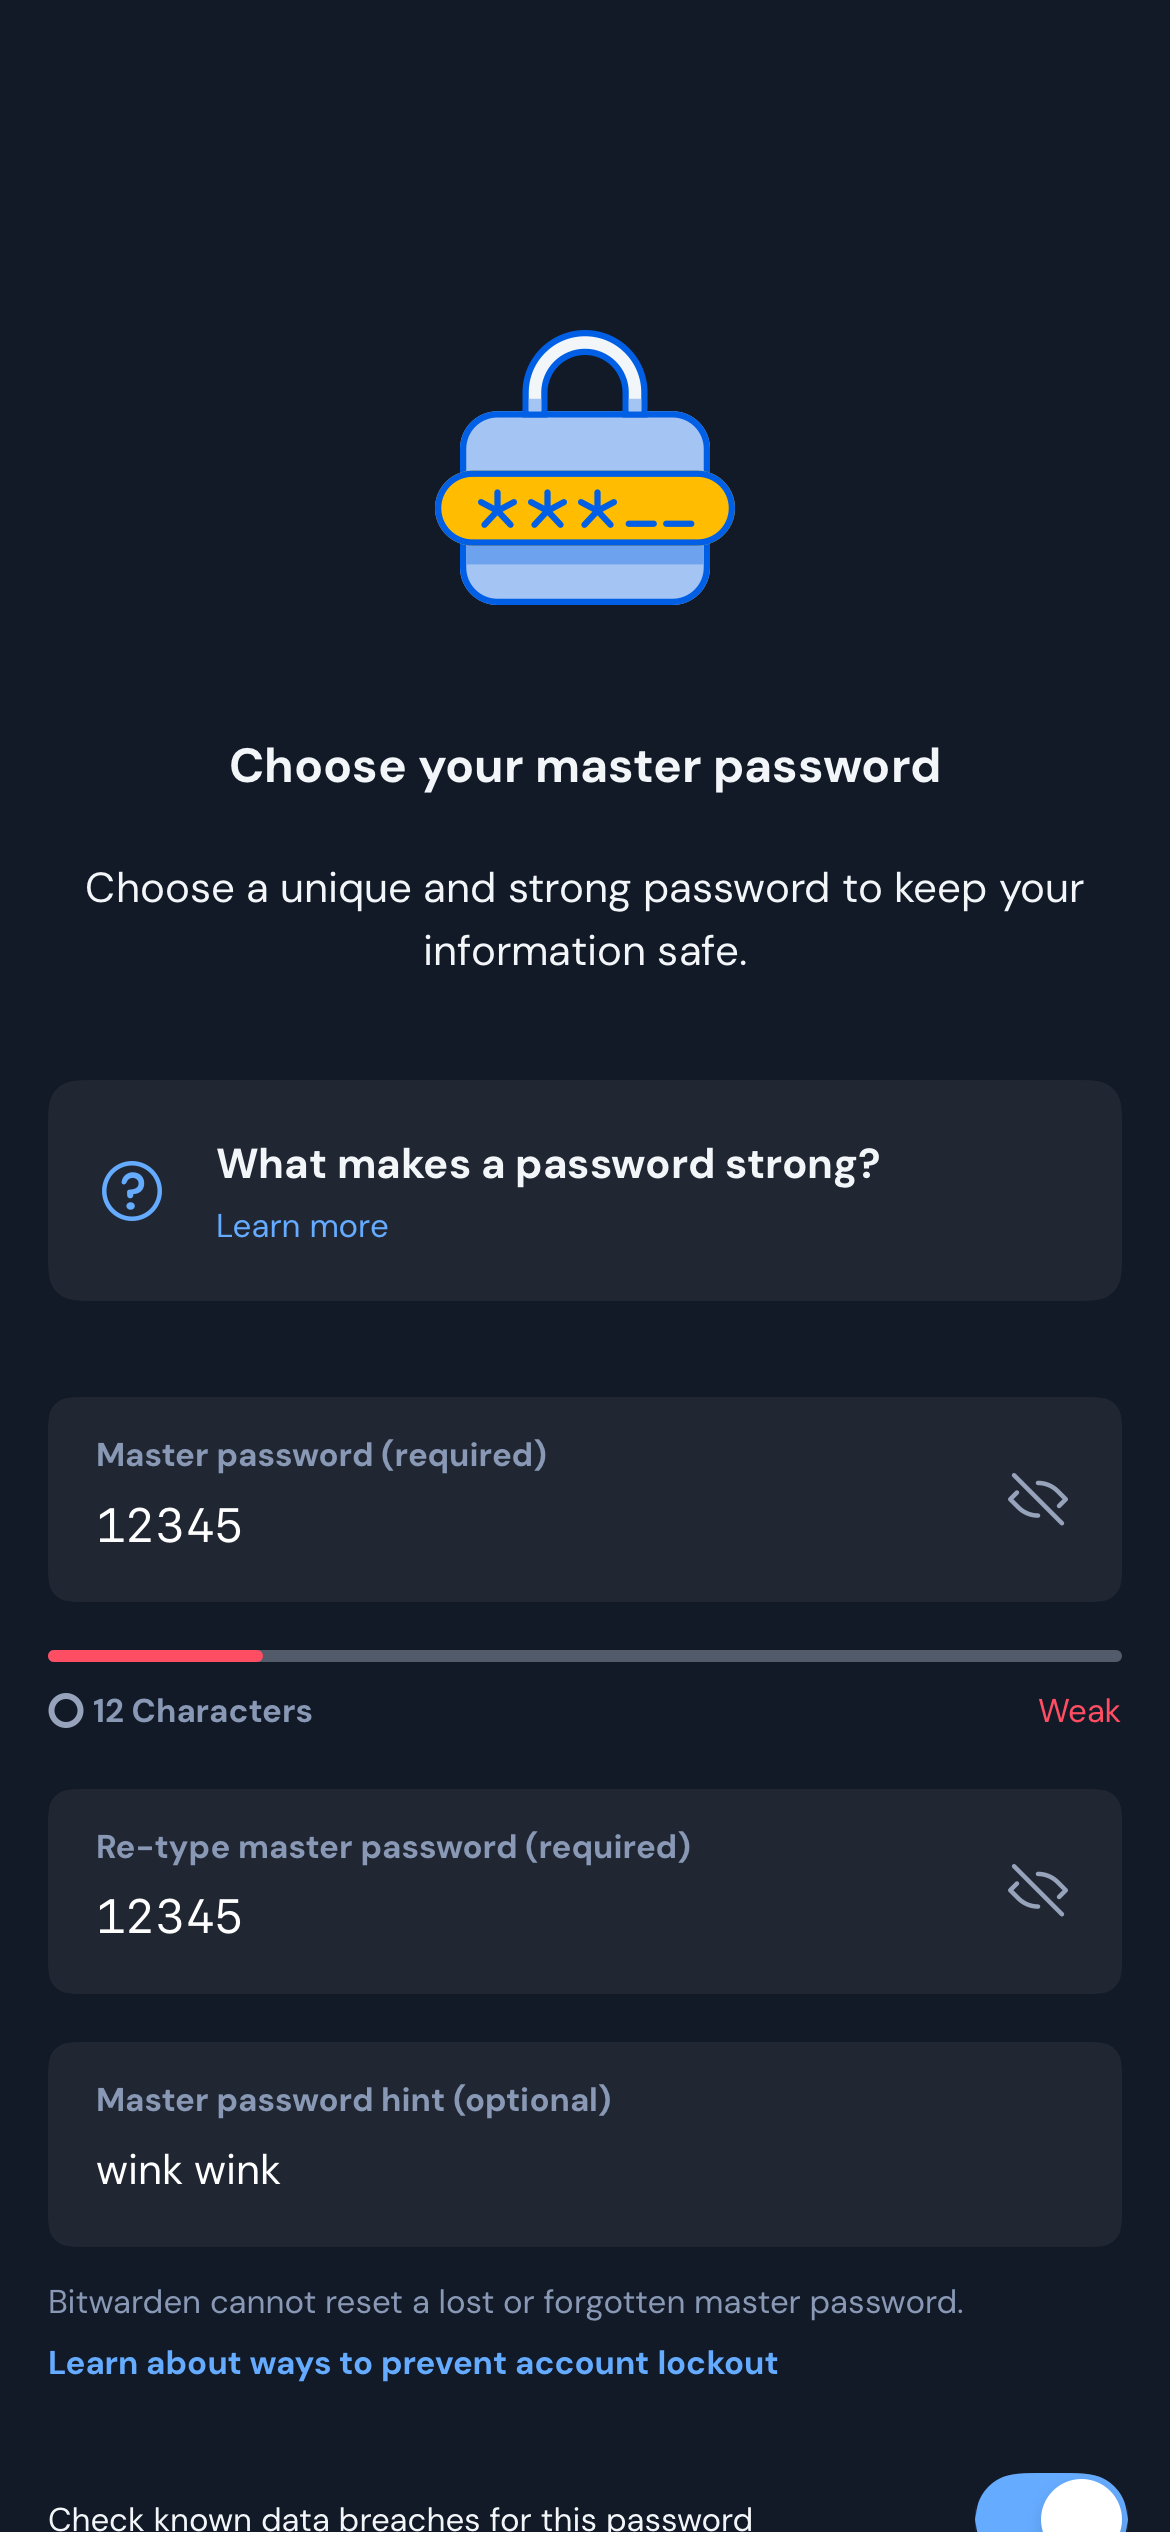 ***__
Choose your master password
Choose a unique and strong password to keep your
information safe.
What makes a password strong?
Learn more
Master password (required)
12345
12 Characters
Weak
Re-type master password (required)
12345
Master password hint (optional)
wink wink
Bitwarden cannot reset a lost or forgotten master password.
Learn about ways to prevent account lockout
Check known data breaches for this password